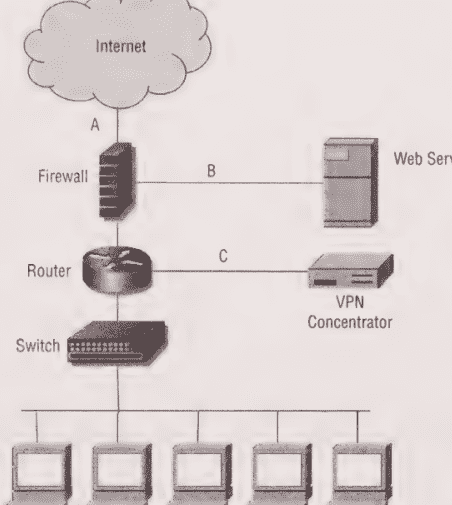 Internet
A
Firewall
B
Web Serv
Router
C
VPN
Concentrator
Switch